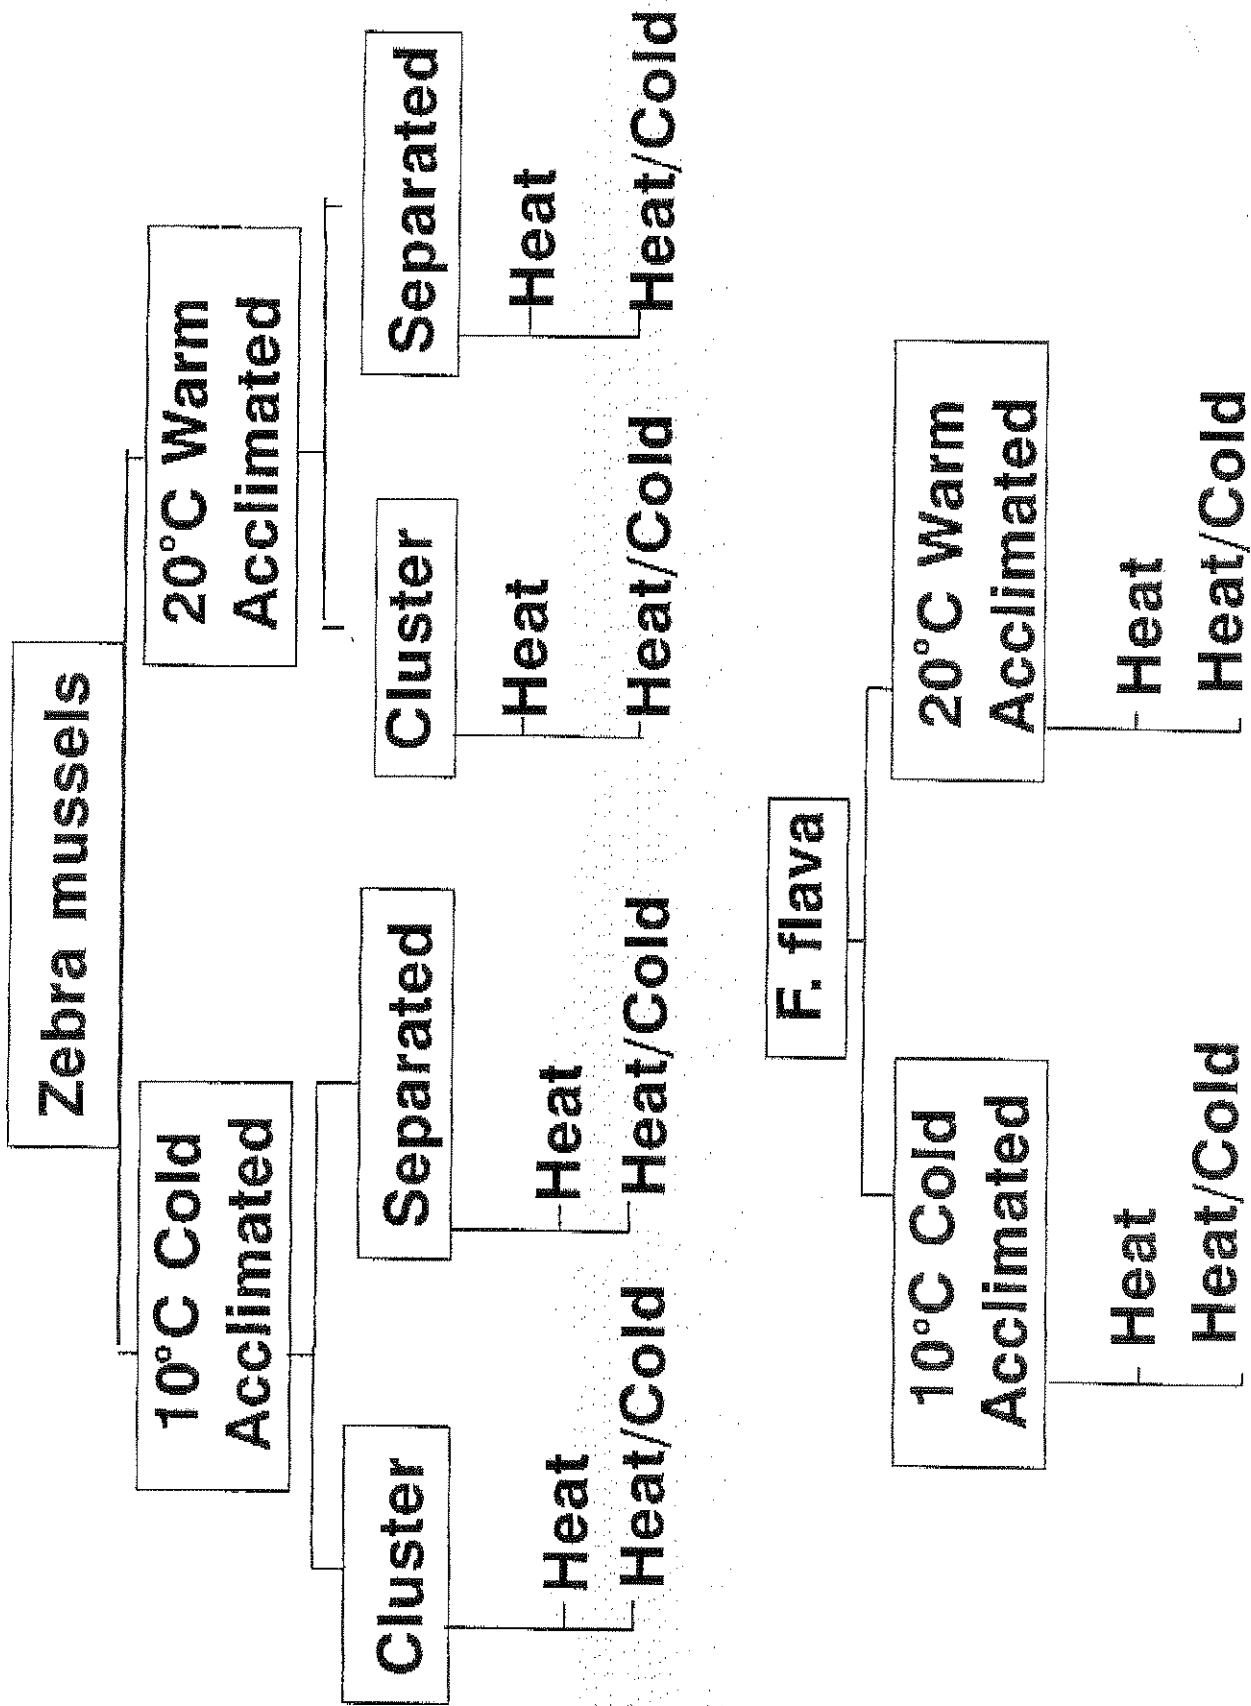 Zebra mussels
10°C Cold
Acclimated
20°C Warm
Acclimated
Cluster
Heat
Heat/Cold
Separated
Heat
Heat/Cold
Cluster
Heat
Heat/Cold
Separated
Heat
Heat/Cold
F. flava
10°C Cold
Acclimated
Heat
Heat/Cold
20°C Warm
Acclimated
Heat
Heat/Cold